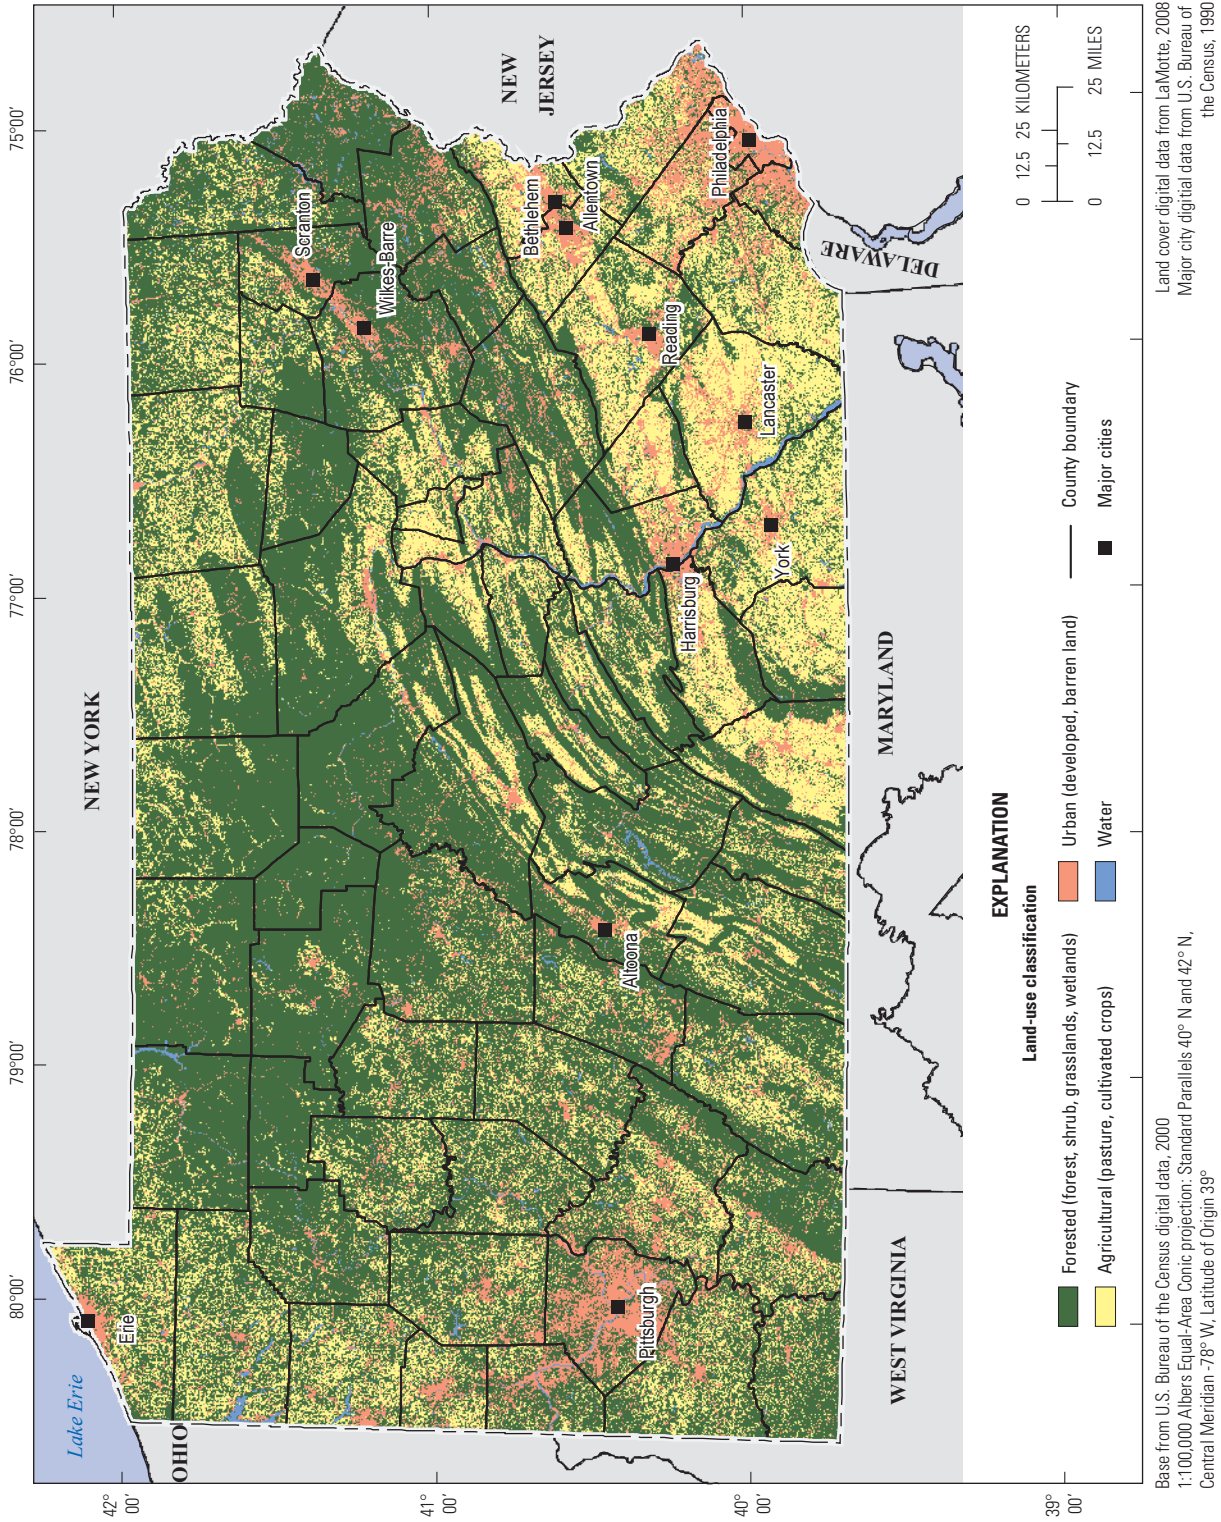 80°00'
79°00'
78°00'
77°00'
76°00'
75°00'
42°
00'
41°
00'
40°
00'
39°
00'
Lake Erie
NEW YORK
OHIO
NEW
JERSEY
DELAWARE
MARYLAND
WEST VIRGINIA
Erie
Scranton
Wilkes-Barre
Bethlehem
Allentown
Altoona
Reading
Pittsburgh
Harrisburg
Lancaster
Philadelphia
York
EXPLANATION
Land-use classification
Forested (forest, shrub, grasslands, wetlands)
Agricultural (pasture, cultivated crops)
Urban (developed, barren land)
Water
County boundary
Major cities
0 12.5 25 KILOMETERS
0 12.5 25 MILES
Base from U.S. Bureau of the Census digital data, 2000
1:100,000 Albers Equal-Area Conic projection: Standard Parallels 40° N and 42° N,
Central Meridian -78° W, Latitude of Origin 39°
Land cover digital data from LaMotte, 2008
Major city digitial data from U.S. Bureau of
the Census, 1990